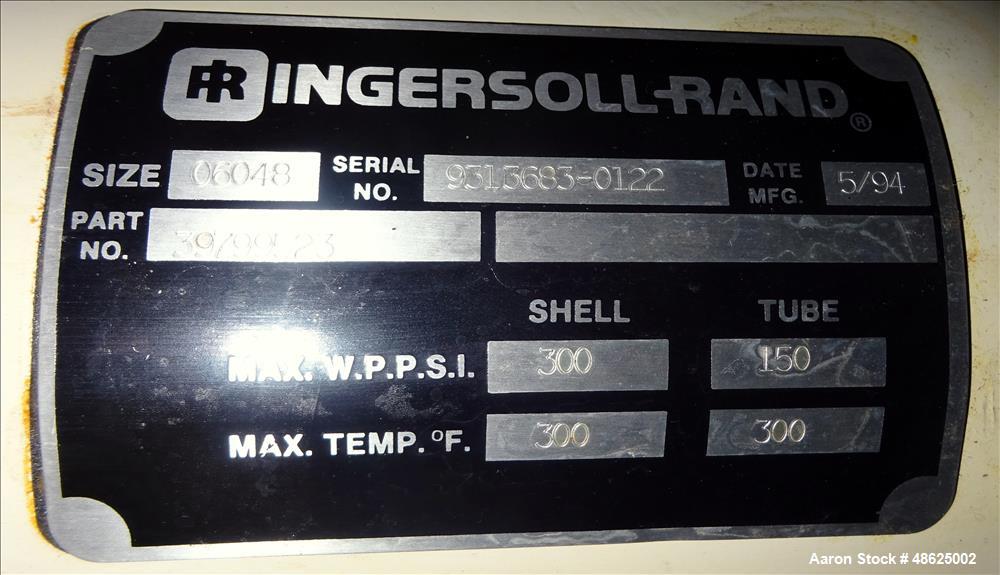 IR INGERSOLL-RAND ®
SIZE 06048 SERIAL NO. 9313683-0122 DATE MFG. 5/94
PART NO.
SHELL TUBE
MAX. W.P.P.S.I. 300 150
MAX. TEMP. °F. 300 300
Aaron Stock # 48625002